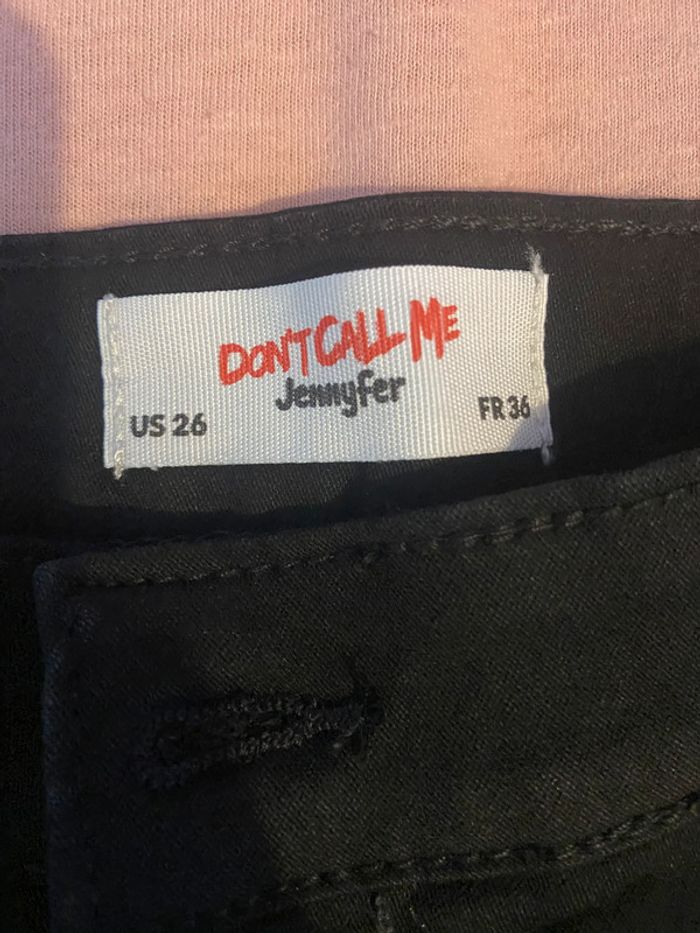 DON'T CALL ME
Jennyfer
US 26
FR 36